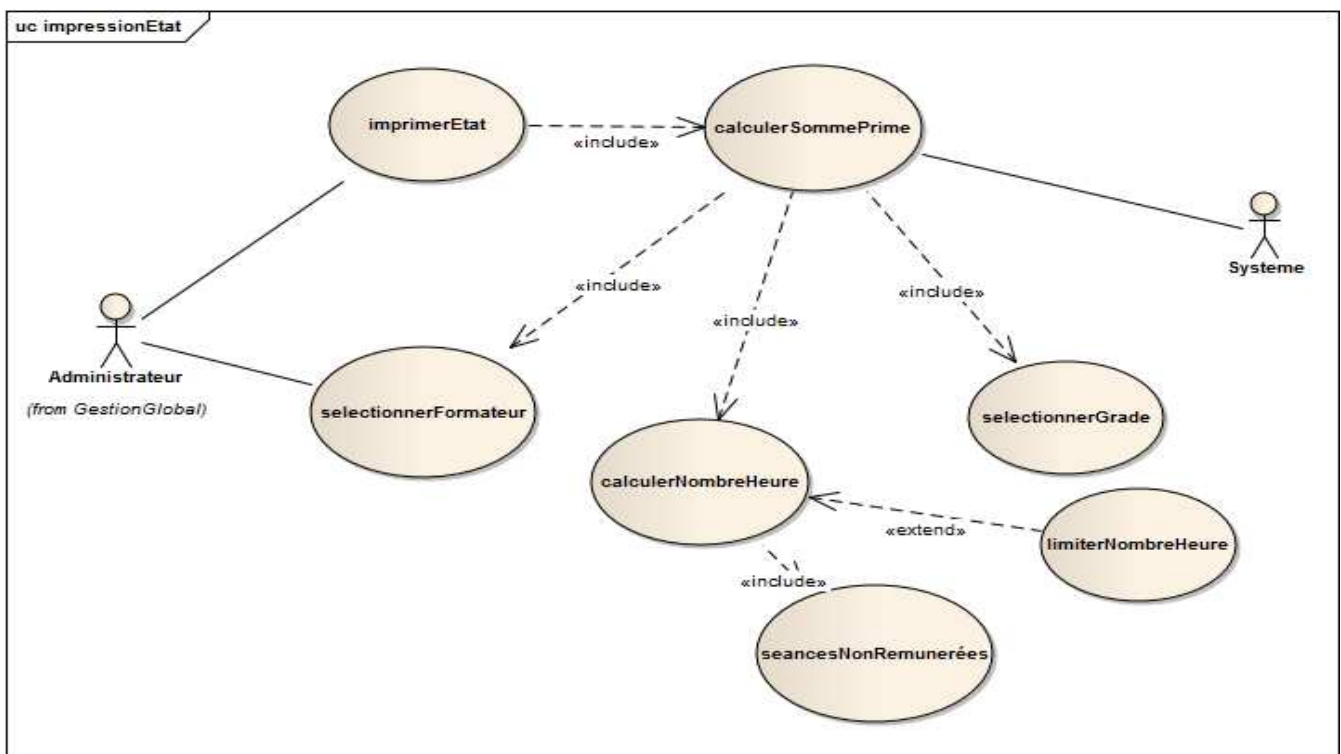 uc impressionEtat
imprimerEtat
calculerSommePrime
«include»
Systeme
«include»
«include»
«include»
Administrateur
(from GestionGlobal)
selectionnerFormateur
selectionnerGrade
calculerNombreHeure
«extend»
limiterNombreHeure
«include»
seancesNonRemunerées